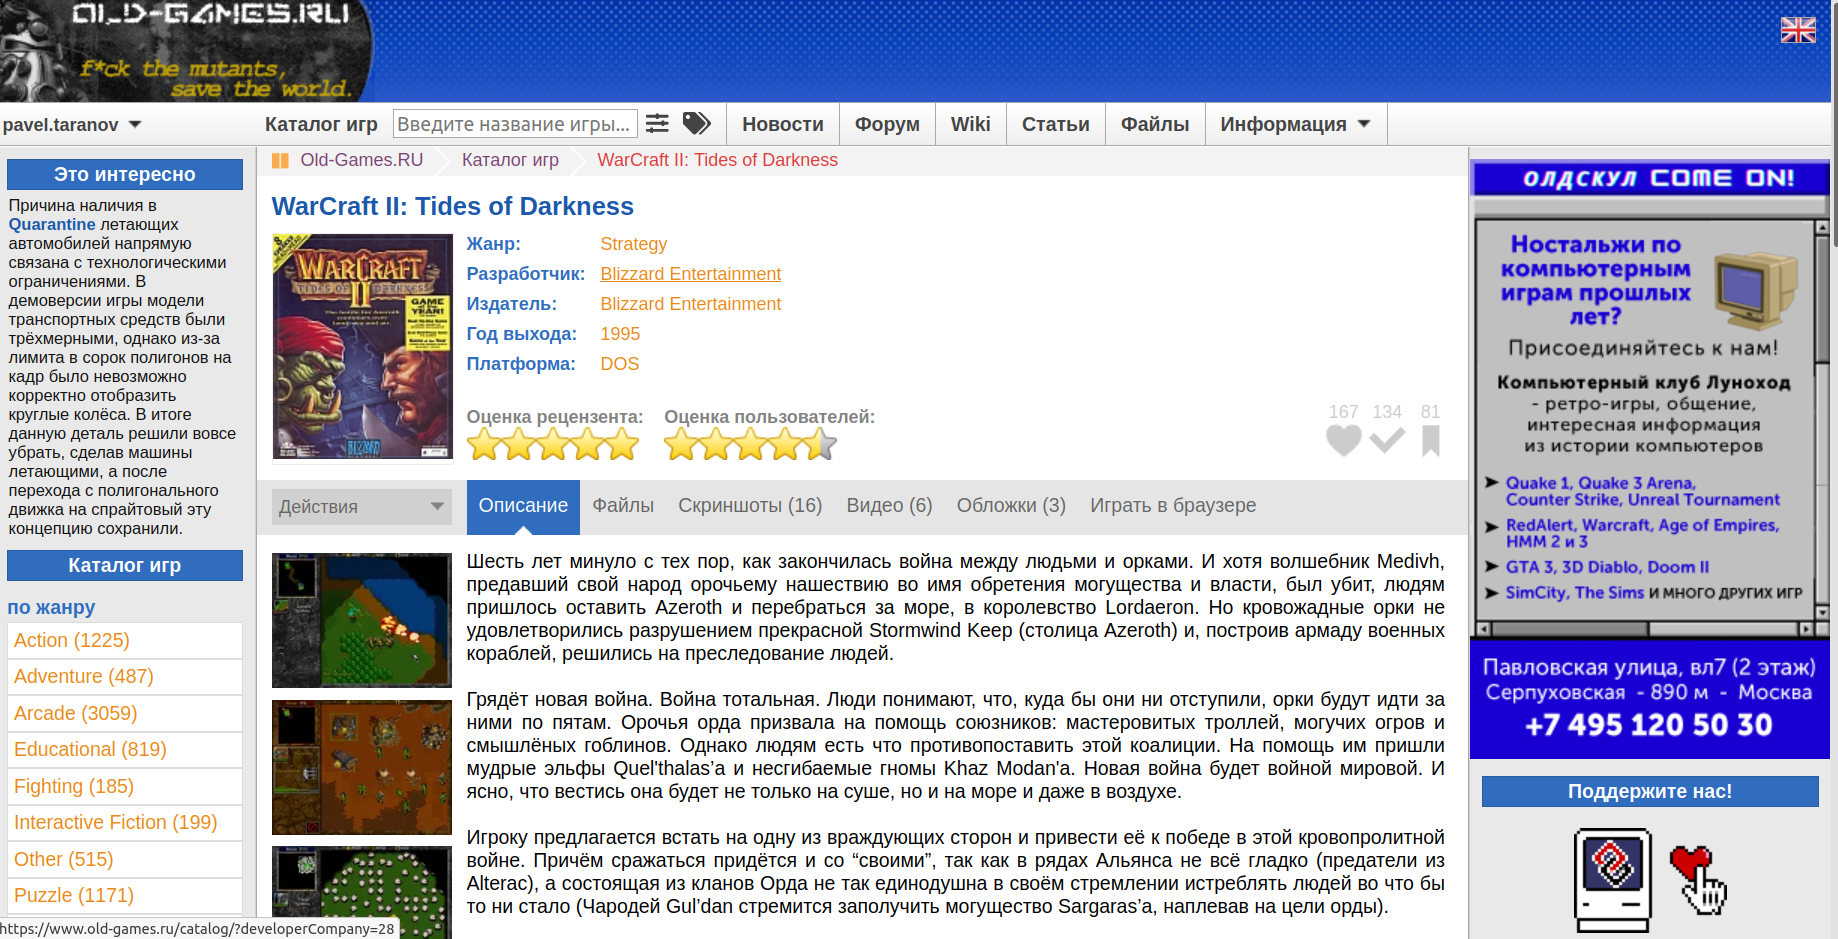 OLD-GAMES.RU
f*ck the mutants,
save the world.
pavel.taranov
Каталог игр
Введите название игры...
Новости
Форум
Wiki
Статьи
Файлы
Информация
Это интересно
Причина наличия в
Quarantine летающих
автомобилей напрямую
связана с технологическими
ограничениями. В
демоверсии игры модели
транспортных средств были
трёхмерными, однако из-за
лимита в сорок полигонов на
кадр было невозможно
корректно отобразить
круглые колёса. В итоге
данную деталь решили вовсе
убрать, сделав машины
летающими, а после
перехода с полигонального
движка на спрайтовый эту
концепцию сохранили.
Каталог игр
по жанру
Action (1225)
Adventure (487)
Arcade (3059)
Educational (819)
Fighting (185)
Interactive Fiction (199)
Other (515)
Puzzle (1171)
https://www.old-games.ru/catalog/?developerCompany=28
Old-Games.RU
Каталог игр
WarCraft II: Tides of Darkness
WarCraft II: Tides of Darkness
WARCRAFT
II
TIDES OF DARKNESS
GAME
YEAR!
BLIZZARD
Жанр: Strategy
Разработчик: Blizzard Entertainment
Издатель: Blizzard Entertainment
Год выхода: 1995
Платформа: DOS
Оценка рецензента:
Оценка пользователей:
167 134 81
Действия
Описание
Файлы
Скриншоты (16)
Видео (6)
Обложки (3)
Играть в браузере
Шесть лет минуло с тех пор, как закончилась война между людьми и орками. И хотя волшебник Medivh,
предавший свой народ орочьему нашествию во имя обретения могущества и власти, был убит, людям
пришлось оставить Azeroth и перебраться за море, в королевство Lordaeron. Но кровожадные орки не
удовлетворились разрушением прекрасной Stormwind Keep (столица Azeroth) и, построив армаду военных
кораблей, решились на преследование людей.
Грядёт новая война. Война тотальная. Люди понимают, что, куда бы они ни отступили, орки будут идти за
ними по пятам. Орочья орда призвала на помощь союзников: мастеровитых троллей, могучих огров и
смышлёных гоблинов. Однако людям есть что противопоставить этой коалиции. На помощь им пришли
мудрые эльфы Quel'thalas’a и несгибаемые гномы Khaz Modan'a. Новая война будет войной мировой. И
ясно, что вестись она будет не только на суше, но и на море и даже в воздухе.
Игроку предлагается встать на одну из враждующих сторон и привести её к победе в этой кровопролитной
войне. Причём сражаться придётся и со “своими”, так как в рядах Альянса не всё гладко (предатели из
Alterac), а состоящая из кланов Орда не так единодушна в своём стремлении истреблять людей во что бы
то ни стало (Чародей Gul’dan стремится заполучить могущество Sargaras’a, наплевав на цели орды).
ОЛДСКУЛ COME ON!
Ностальжи по
компьютерным
играм прошлых
лет?
Присоединяйтесь к нам!
Компьютерный клуб Луноход
- ретро-игры, общение,
интересная информация
из истории компьютеров
Quake 1, Quake 3 Arena,
Counter Strike, Unreal Tournament
RedAlert, Warcraft, Age of Empires,
HMM 2 и 3
GTA 3, 3D Diablo, Doom II
SimCity, The Sims И МНОГО ДРУГИХ ИГР
Павловская улица, вл7 (2 этаж)
Серпуховская - 890 м - Москва
+7 495 120 50 30
Поддержите нас!